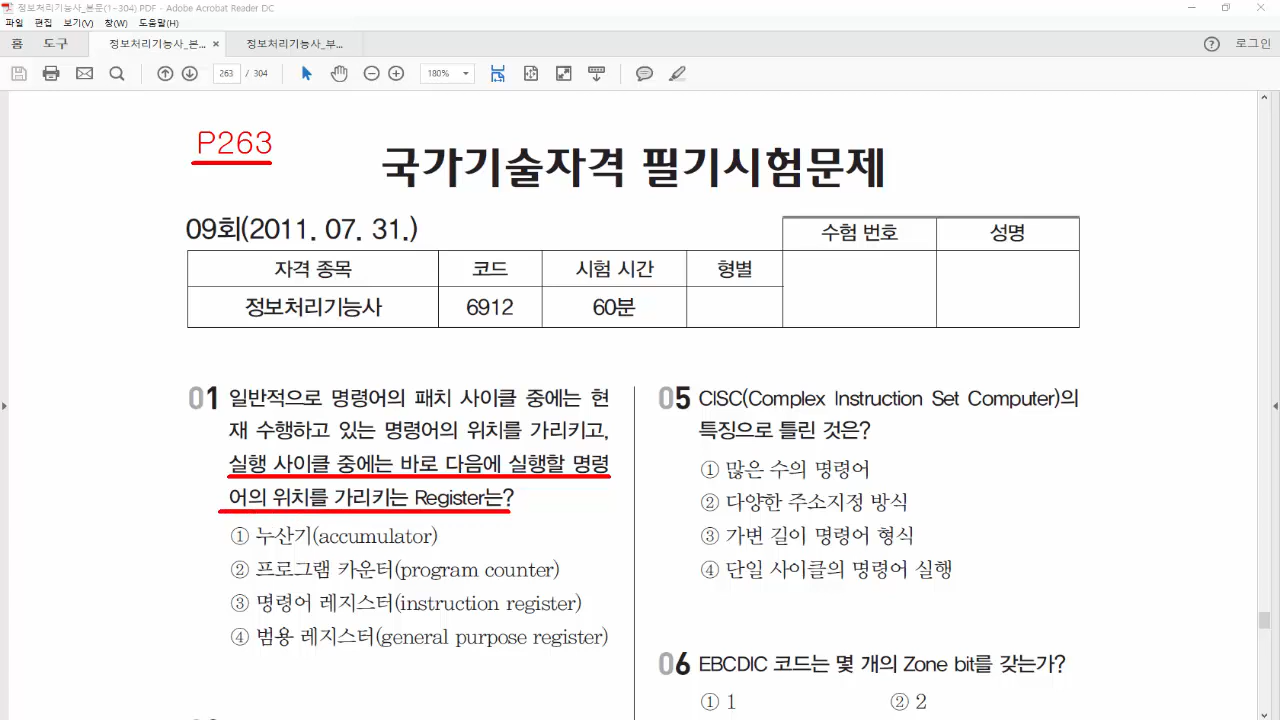 정보처리기능사_본문(1-304).PDF - Adobe Acrobat Reader DC
파일 편집 보기(V) 창(W) 도움말(H)
홈 도구 정보처리기능사_본... × 정보처리기능사_부... 로그인
263 / 304 180%
P263
국가기술자격 필기시험문제
09회(2011. 07. 31.)
수험 번호 성명
자격 종목 코드 시험 시간 형별
정보처리기능사 6912 60분
01 일반적으로 명령어의 패치 사이클 중에는 현
재 수행하고 있는 명령어의 위치를 가리키고,
실행 사이클 중에는 바로 다음에 실행할 명령
어의 위치를 가리키는 Register는?
① 누산기(accumulator)
② 프로그램 카운터(program counter)
③ 명령어 레지스터(instruction register)
④ 범용 레지스터(general purpose register)
05 CISC(Complex Instruction Set Computer)의
특징으로 틀린 것은?
① 많은 수의 명령어
② 다양한 주소지정 방식
③ 가변 길이 명령어 형식
④ 단일 사이클의 명령어 실행
06 EBCDIC 코드는 몇 개의 Zone bit를 갖는가?
① 1 ② 2